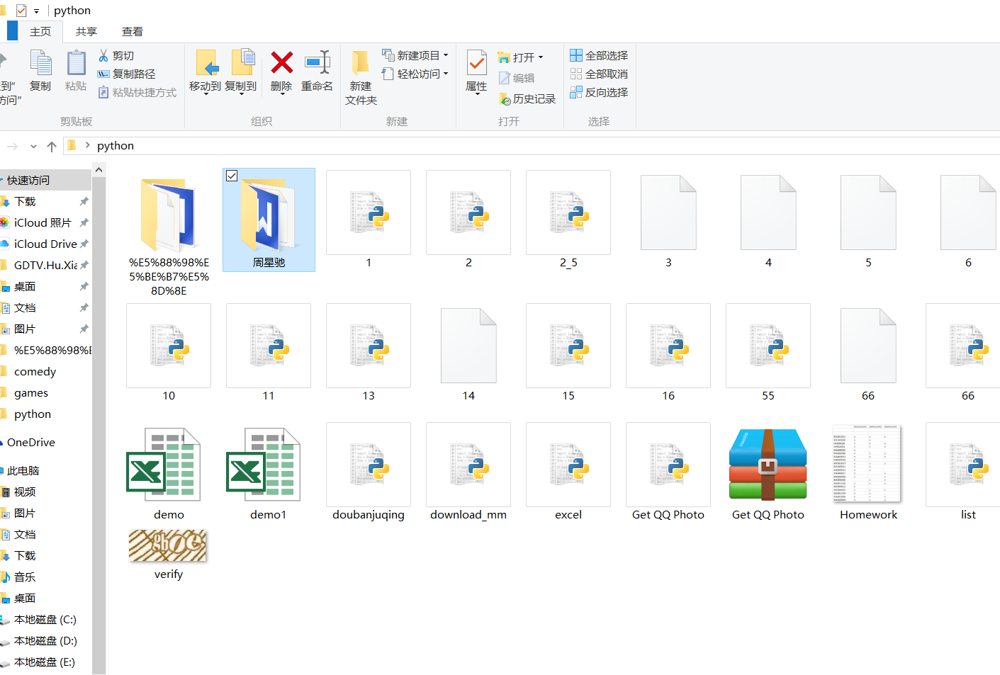 python
主页 共享 查看
剪切
复制路径
粘贴快捷方式
到"
访问"
复制
粘贴
剪贴板
移动到
复制到
删除
重命名
组织
新建
文件夹
新建项目
轻松访问
新建
属性
打开
编辑
历史记录
打开
全部选择
全部取消
反向选择
选择
python
快速访问
下载
iCloud 照片
iCloud Drive
GDTV.Hu.Xia
桌面
文档
图片
%E5%88%98%E
comedy
games
python
OneDrive
此电脑
视频
图片
文档
下载
音乐
桌面
本地磁盘 (C:)
本地磁盘 (D:)
本地磁盘 (E:)
%E5%88%98%E
5%BE%B7%E5%
8D%8E
周星驰
1
2
2_5
3
4
5
6
10
11
13
14
15
16
55
66
66
demo
demo1
doubanjuqing
download_mm
excel
Get QQ Photo
Get QQ Photo
Homework
list
gboe
verify